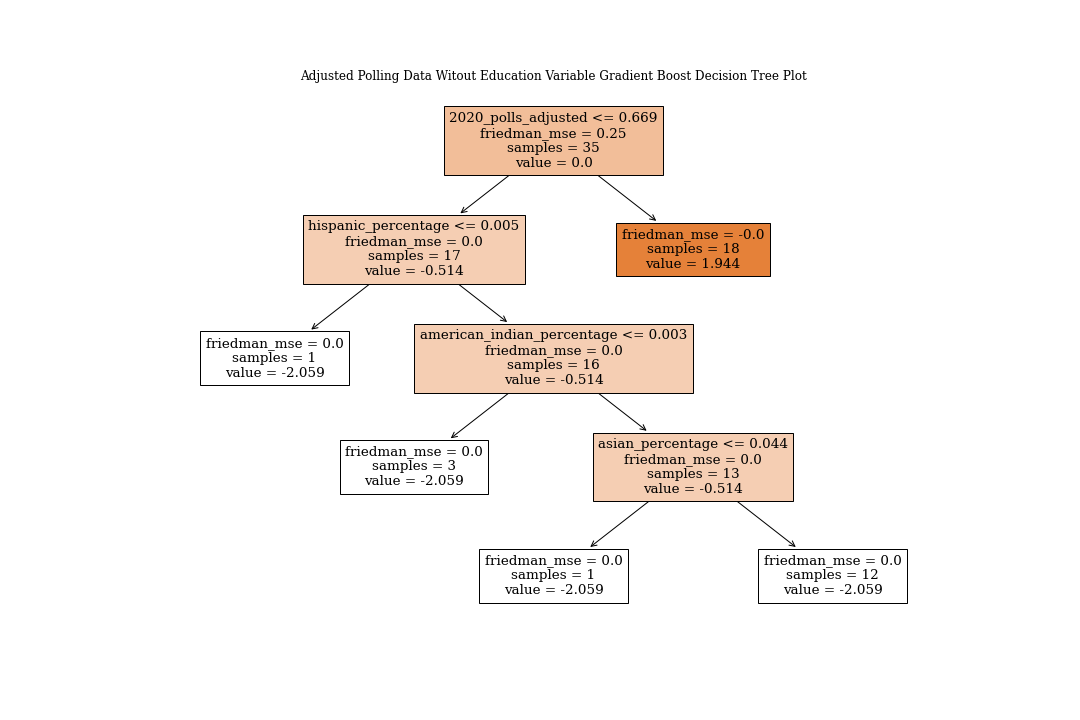 Adjusted Polling Data Witout Education Variable Gradient Boost Decision Tree Plot
2020_polls_adjusted <= 0.669
friedman_mse = 0.25
samples = 35
value = 0.0
hispanic_percentage <= 0.005
friedman_mse = 0.0
samples = 17
value = -0.514
friedman_mse = -0.0
samples = 18
value = 1.944
friedman_mse = 0.0
samples = 1
value = -2.059
american_indian_percentage <= 0.003
friedman_mse = 0.0
samples = 16
value = -0.514
friedman_mse = 0.0
samples = 3
value = -2.059
asian_percentage <= 0.044
friedman_mse = 0.0
samples = 13
value = -0.514
friedman_mse = 0.0
samples = 1
value = -2.059
friedman_mse = 0.0
samples = 12
value = -2.059